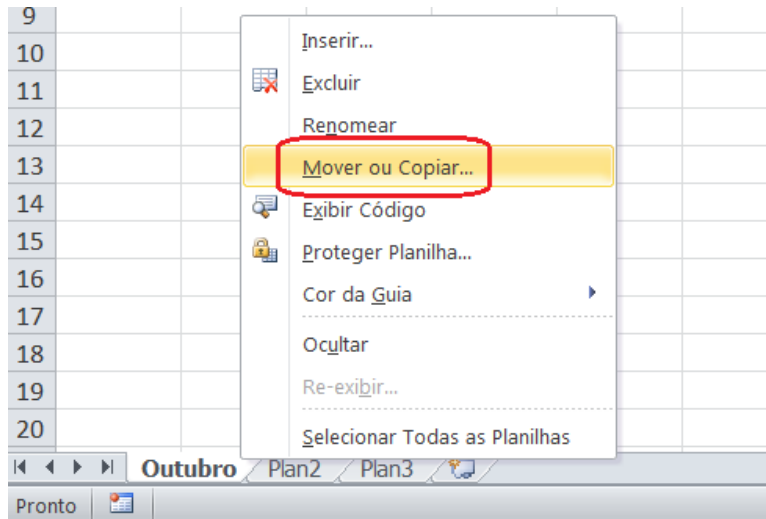 9
10
11
12
13
14
15
16
17
18
19
20
Inserir...
Excluir
Renomear
Mover ou Copiar...
Exibir Código
Proteger Planilha...
Cor da Guia
Ocultar
Re-exibir...
Selecionar Todas as Planilhas
Outubro Plan2 Plan3
Pronto